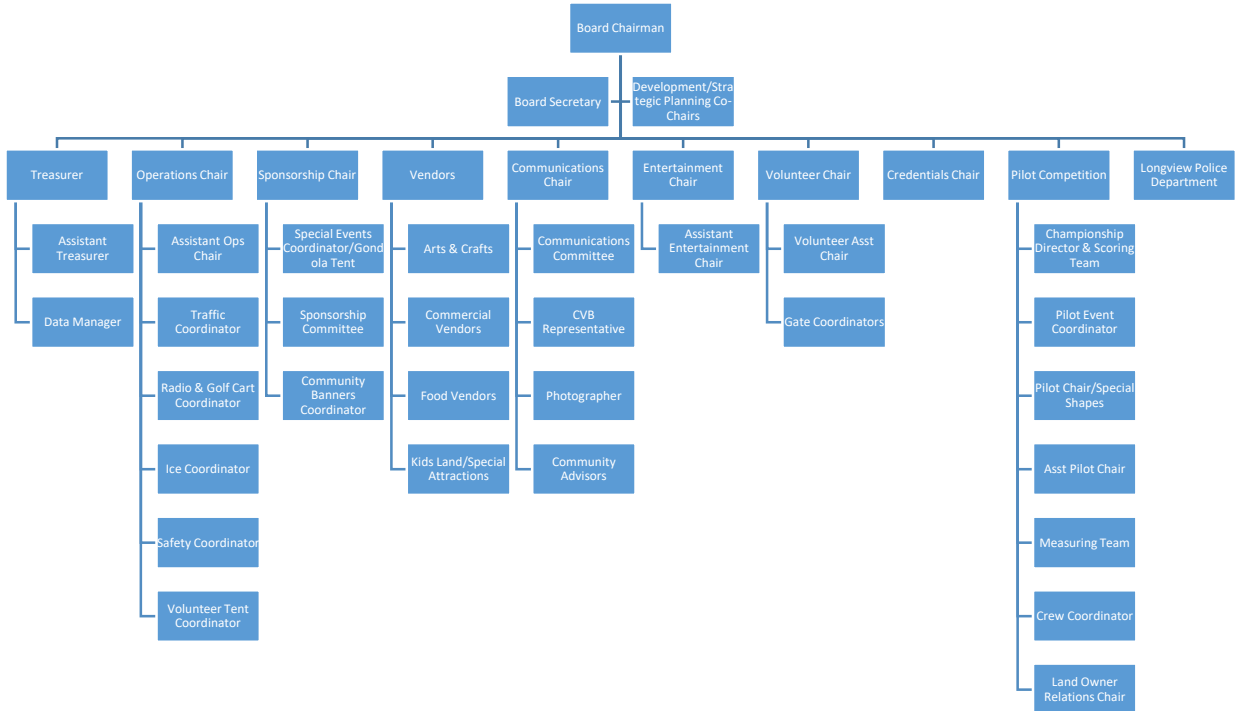 Board Chairman
Board Secretary
Development/Stra
tegic Planning Co-
Chairs
Treasurer
Operations Chair
Sponsorship Chair
Vendors
Communications
Chair
Entertainment
Chair
Volunteer Chair
Credentials Chair
Pilot Competition
Longview Police
Department
Assistant
Treasurer
Data Manager
Assistant Ops
Chair
Traffic
Coordinator
Radio & Golf Cart
Coordinator
Ice Coordinator
Safety Coordinator
Volunteer Tent
Coordinator
Special Events
Coordinator/Gond
ola Tent
Sponsorship
Committee
Community
Banners
Coordinator
Arts & Crafts
Commercial
Vendors
Food Vendors
Kids Land/Special
Attractions
Communications
Committee
CVB
Representative
Photographer
Community
Advisors
Assistant
Entertainment
Chair
Volunteer Asst
Chair
Gate Coordinators
Championship
Director & Scoring
Team
Pilot Event
Coordinator
Pilot Chair/Special
Shapes
Asst Pilot Chair
Measuring Team
Crew Coordinator
Land Owner
Relations Chair